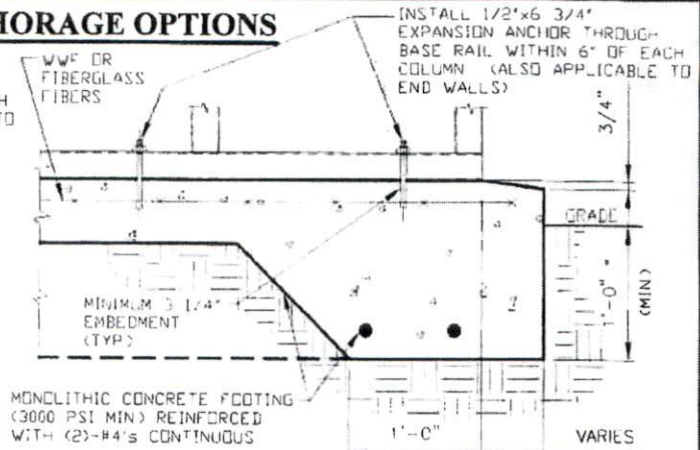 HORAGE OPTIONS
WWF OR
FIBERGLASS
FIBERS
H
TO
INSTALL 1/2"x6 3/4"
EXPANSION ANCHOR THROUGH
BASE RAIL WITHIN 6" OF EACH
COLUMN (ALSO APPLICABLE TO
END WALLS)
3/4"
GRADE
1'-0"
(MIN)
MINIMUM 3 1/4"
EMBEDMENT
(TYP)
MONOLITHIC CONCRETE FOOTING
(3000 PSI MIN) REINFORCED
WITH (2)-#4's CONTINUOUS
1'-0"
VARIES